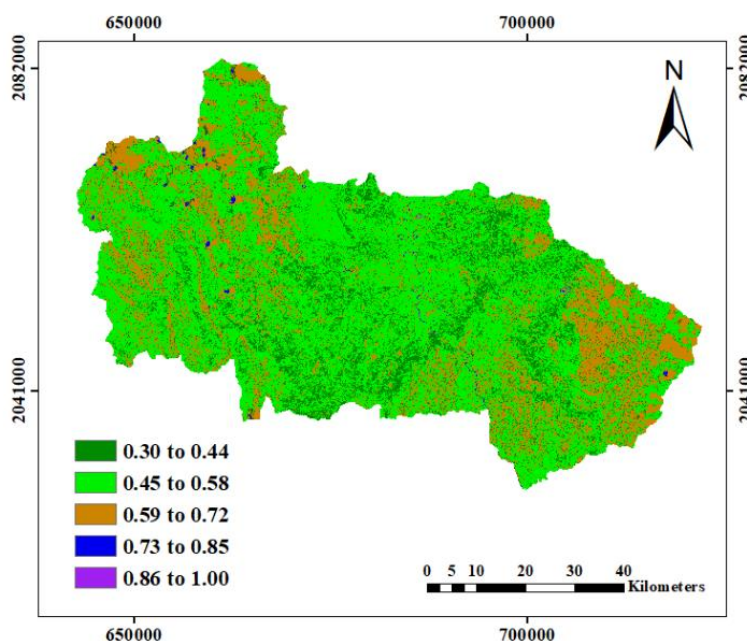 650000 700000
2082000 2082000
N
2041000 2041000
0.30 to 0.44
0.45 to 0.58
0.59 to 0.72
0.73 to 0.85
0.86 to 1.00
0 5 10 20 30 40
Kilometers
650000 700000